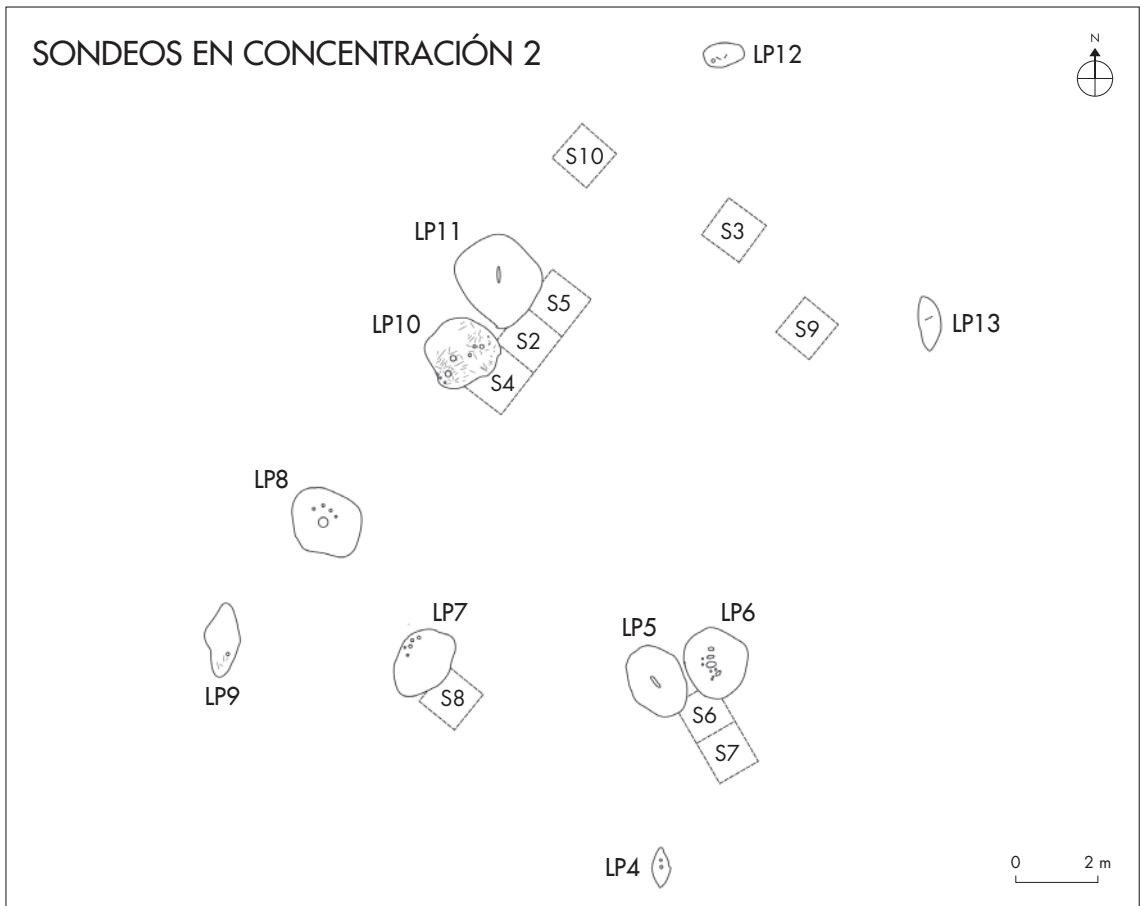 SONDEOS EN CONCENTRACIÓN 2
LP12
N
S10
LP11
S3
S5
LP10
S2
S9
LP13
S4
LP8
LP7
LP5
LP6
LP9
S8
S6
S7
LP4
0 2 m